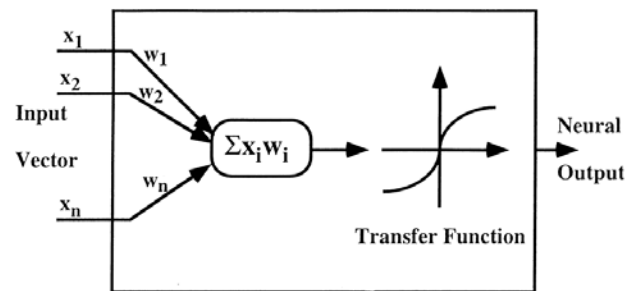 x1
w1
x2
w2
Input
Vector
wn
xn
Σxiwi
Transfer Function
Neural
Output